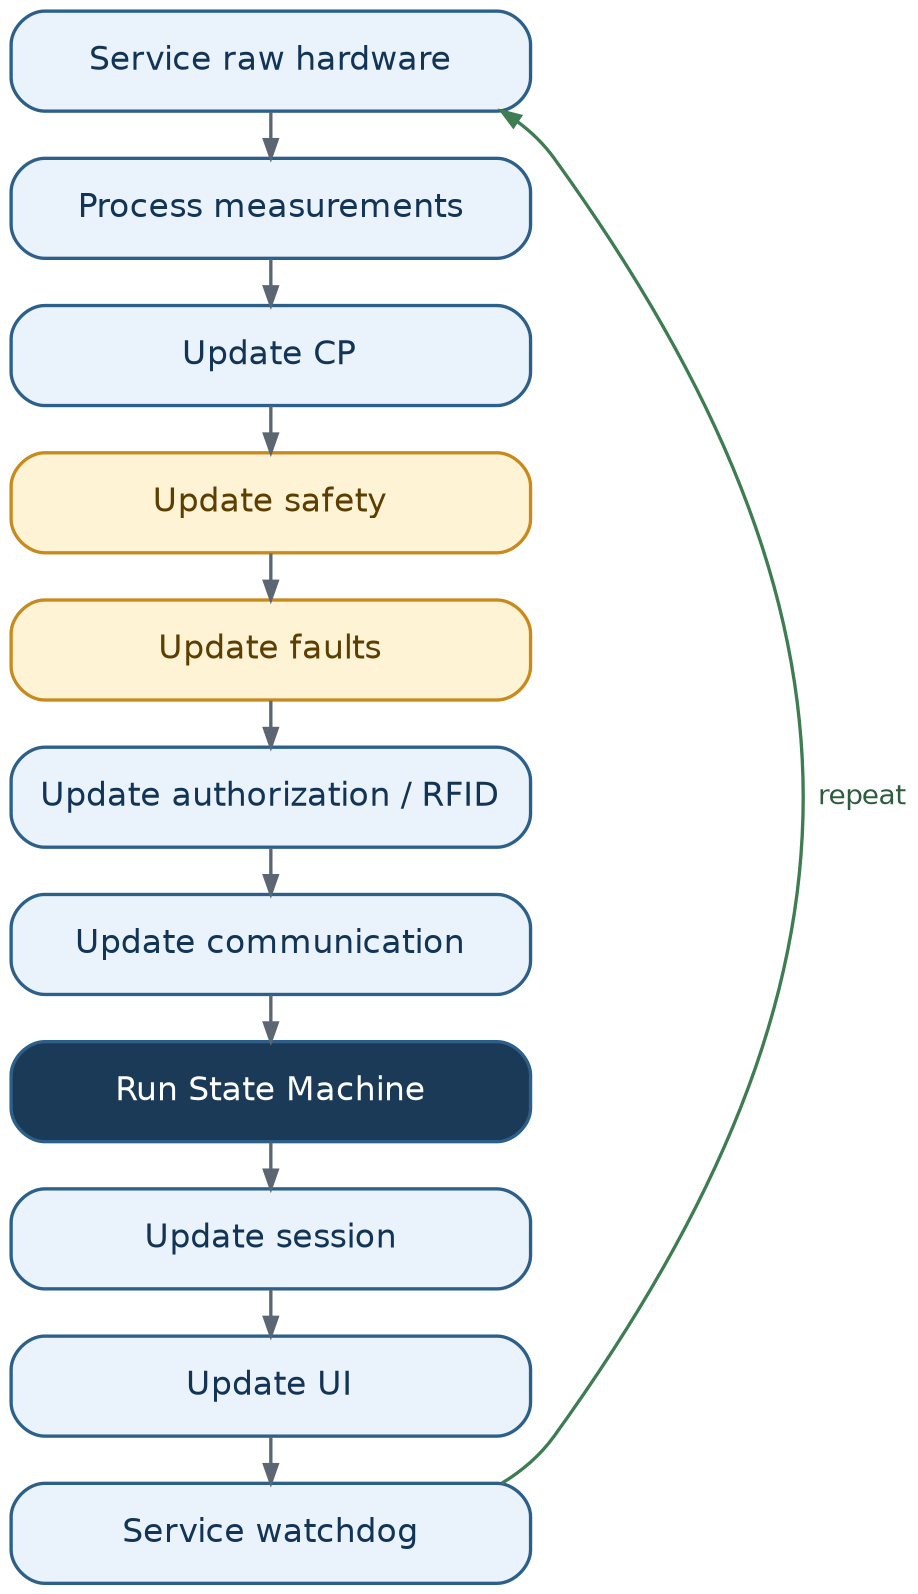 Service raw hardware
Process measurements
Update CP
Update safety
Update faults
Update authorization / RFID
repeat
Update communication
Run State Machine
Update session
Update UI
Service watchdog